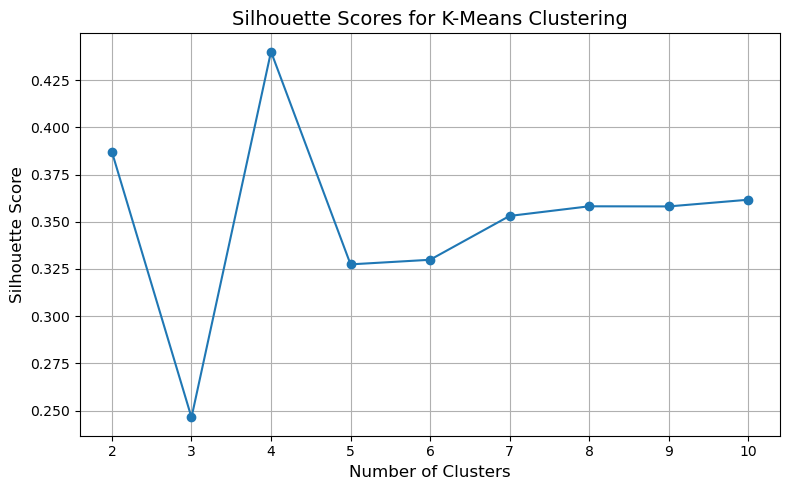 Silhouette Scores for K-Means Clustering
Silhouette Score
0.425
0.400
0.375
0.350
0.325
0.300
0.275
0.250
2 3 4 5 6 7 8 9 10
Number of Clusters